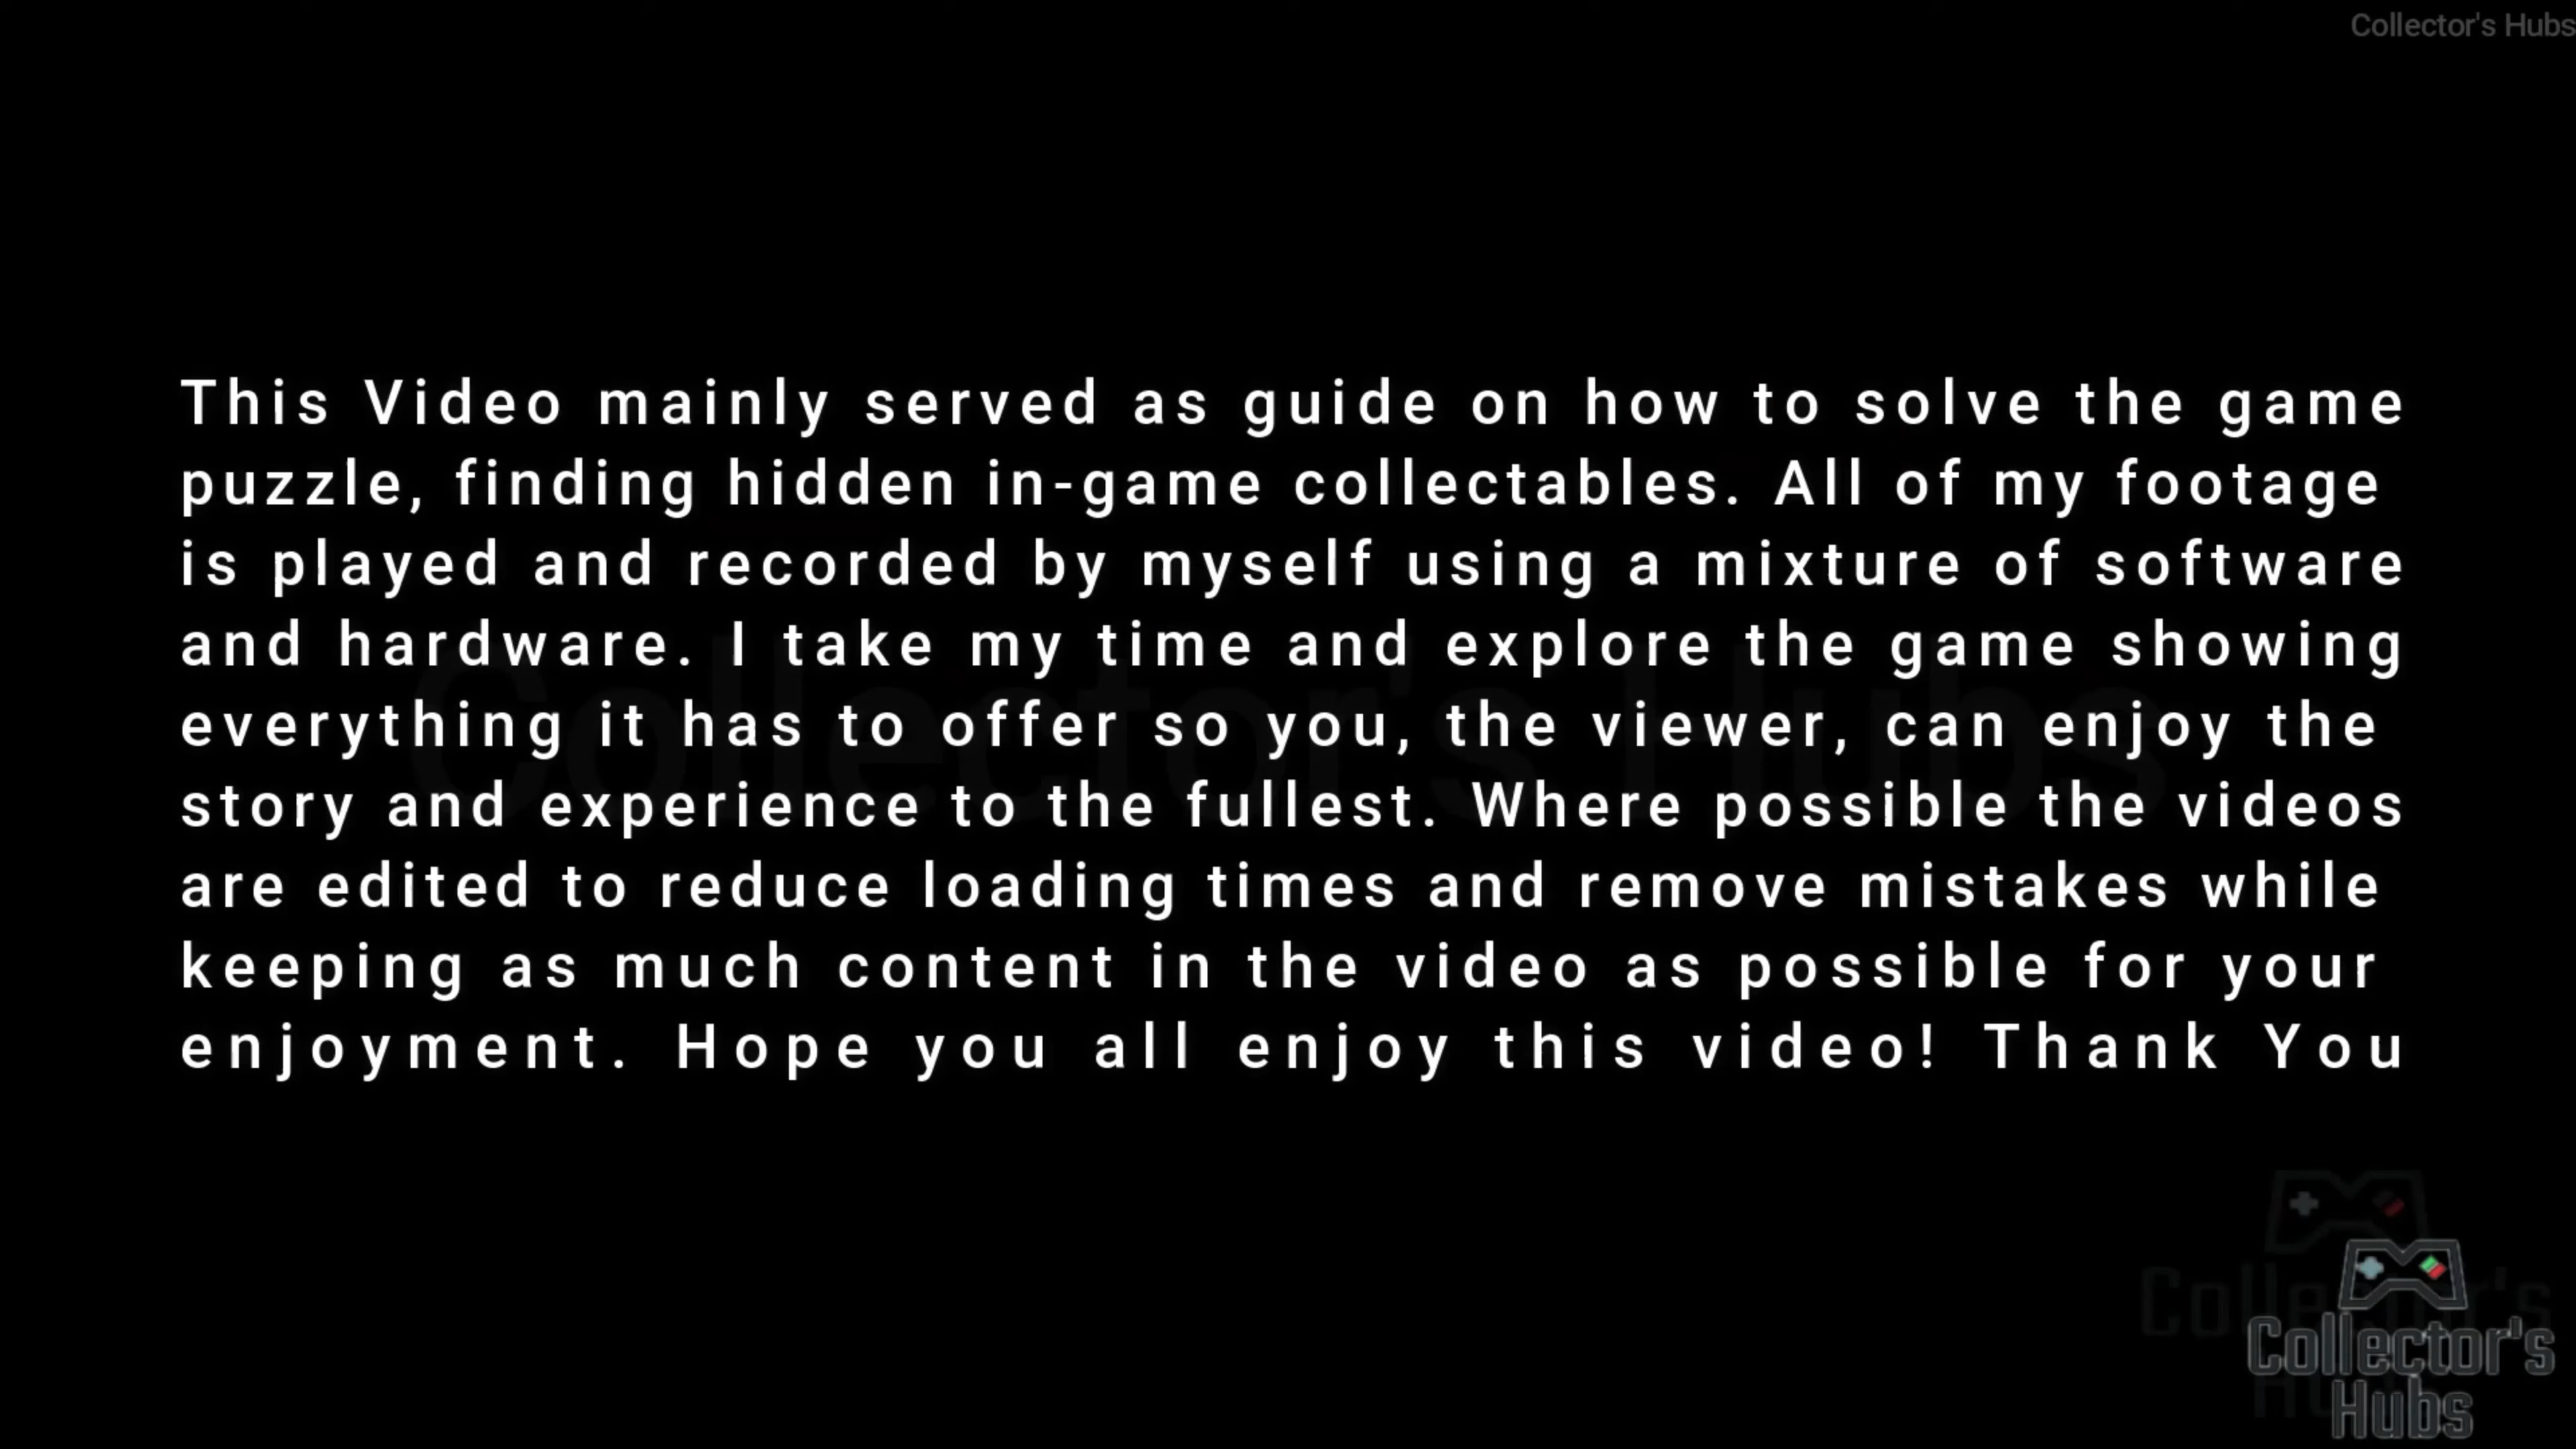 Collector's Hubs
This Video mainly served as guide on how to solve the game
puzzle, finding hidden in-game collectables. All of my footage
is played and recorded by myself using a mixture of software
and hardware. I take my time and explore the game showing
everything it has to offer so you, the viewer, can enjoy the
story and experience to the fullest. Where possible the videos
are edited to reduce loading times and remove mistakes while
keeping as much content in the video as possible for your
enjoyment. Hope you all enjoy this video! Thank You
Collector's Hubs
Collector's
Collector's
Hubs